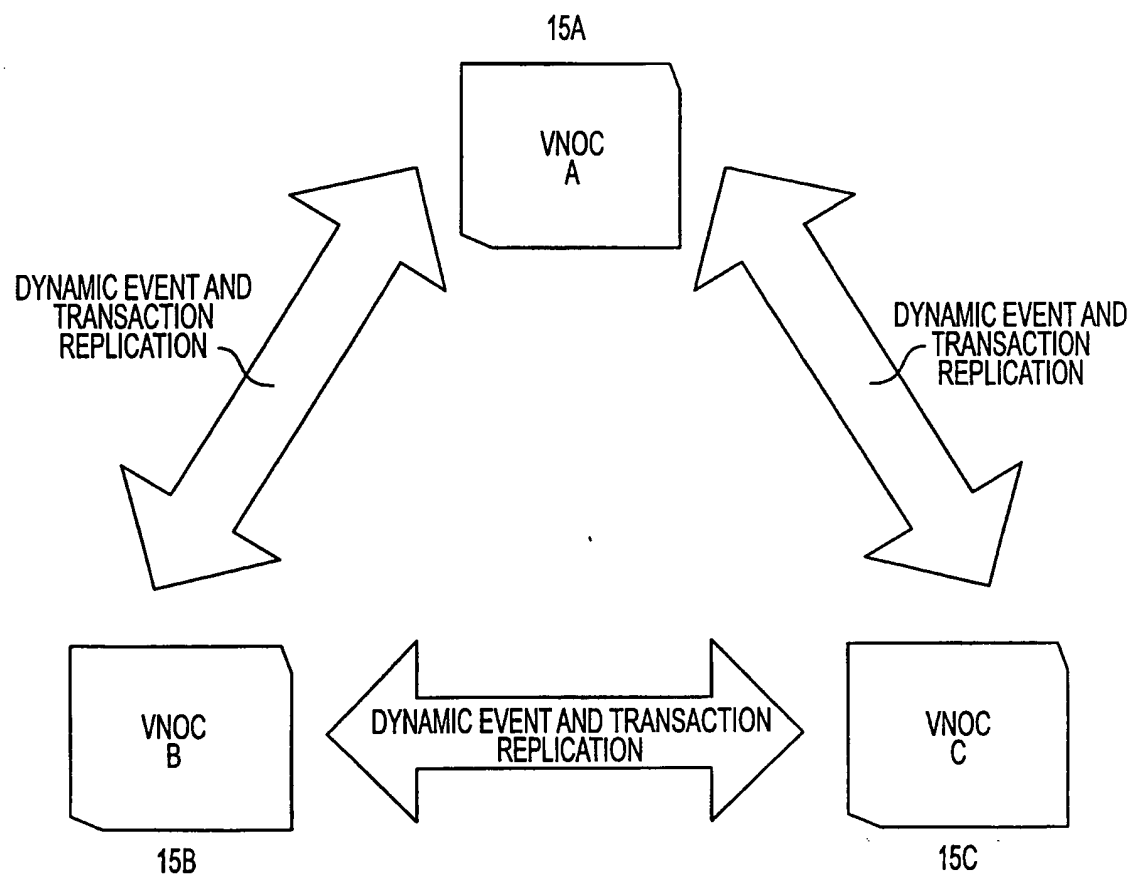 15A
VNOC
A
DYNAMIC EVENT AND
TRANSACTION
REPLICATION
DYNAMIC EVENT AND
TRANSACTION
REPLICATION
VNOC
B
DYNAMIC EVENT AND TRANSACTION
REPLICATION
VNOC
C
15B
15C